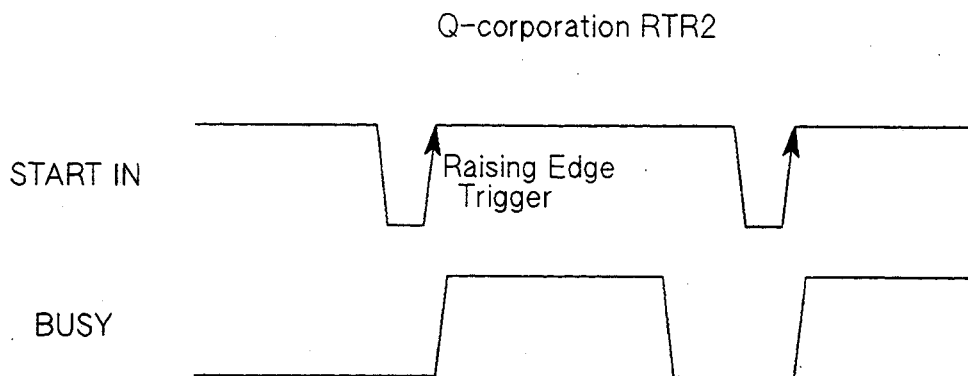 Q-corporation RTR2
START IN
Raising Edge
Trigger
BUSY